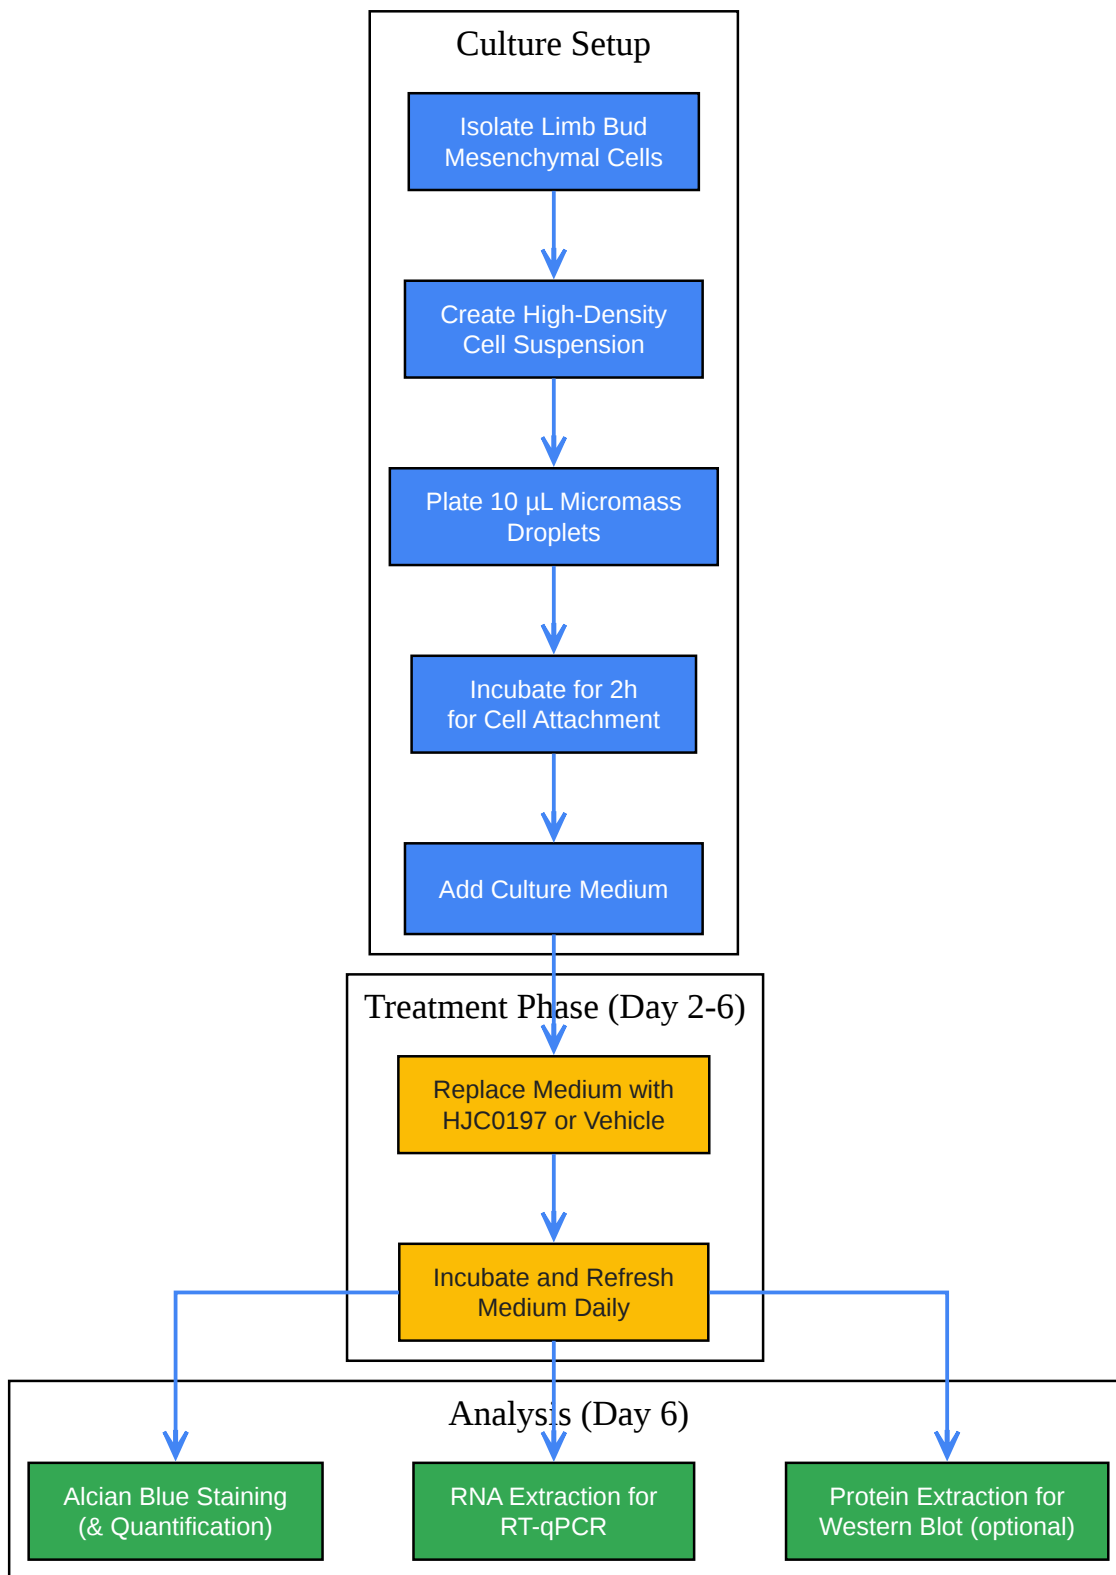 Culture Setup
Isolate Limb Bud
Mesenchymal Cells
Create High-Density
Cell Suspension
Plate 10 µL Micromass
Droplets
Incubate for 2h
for Cell Attachment
Add Culture Medium
Treatment Phase (Day 2-6)
Replace Medium with
HJC0197 or Vehicle
Incubate and Refresh
Medium Daily
Analysis (Day 6)
Alcian Blue Staining
(& Quantification)
RNA Extraction for
RT-qPCR
Protein Extraction for
Western Blot (optional)